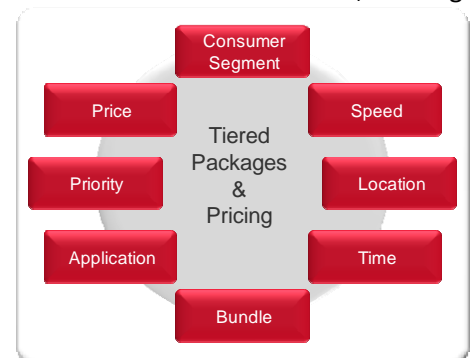 Consumer
Segment
Price
Speed
Tiered
Packages
&
Pricing
Priority
Location
Application
Time
Bundle